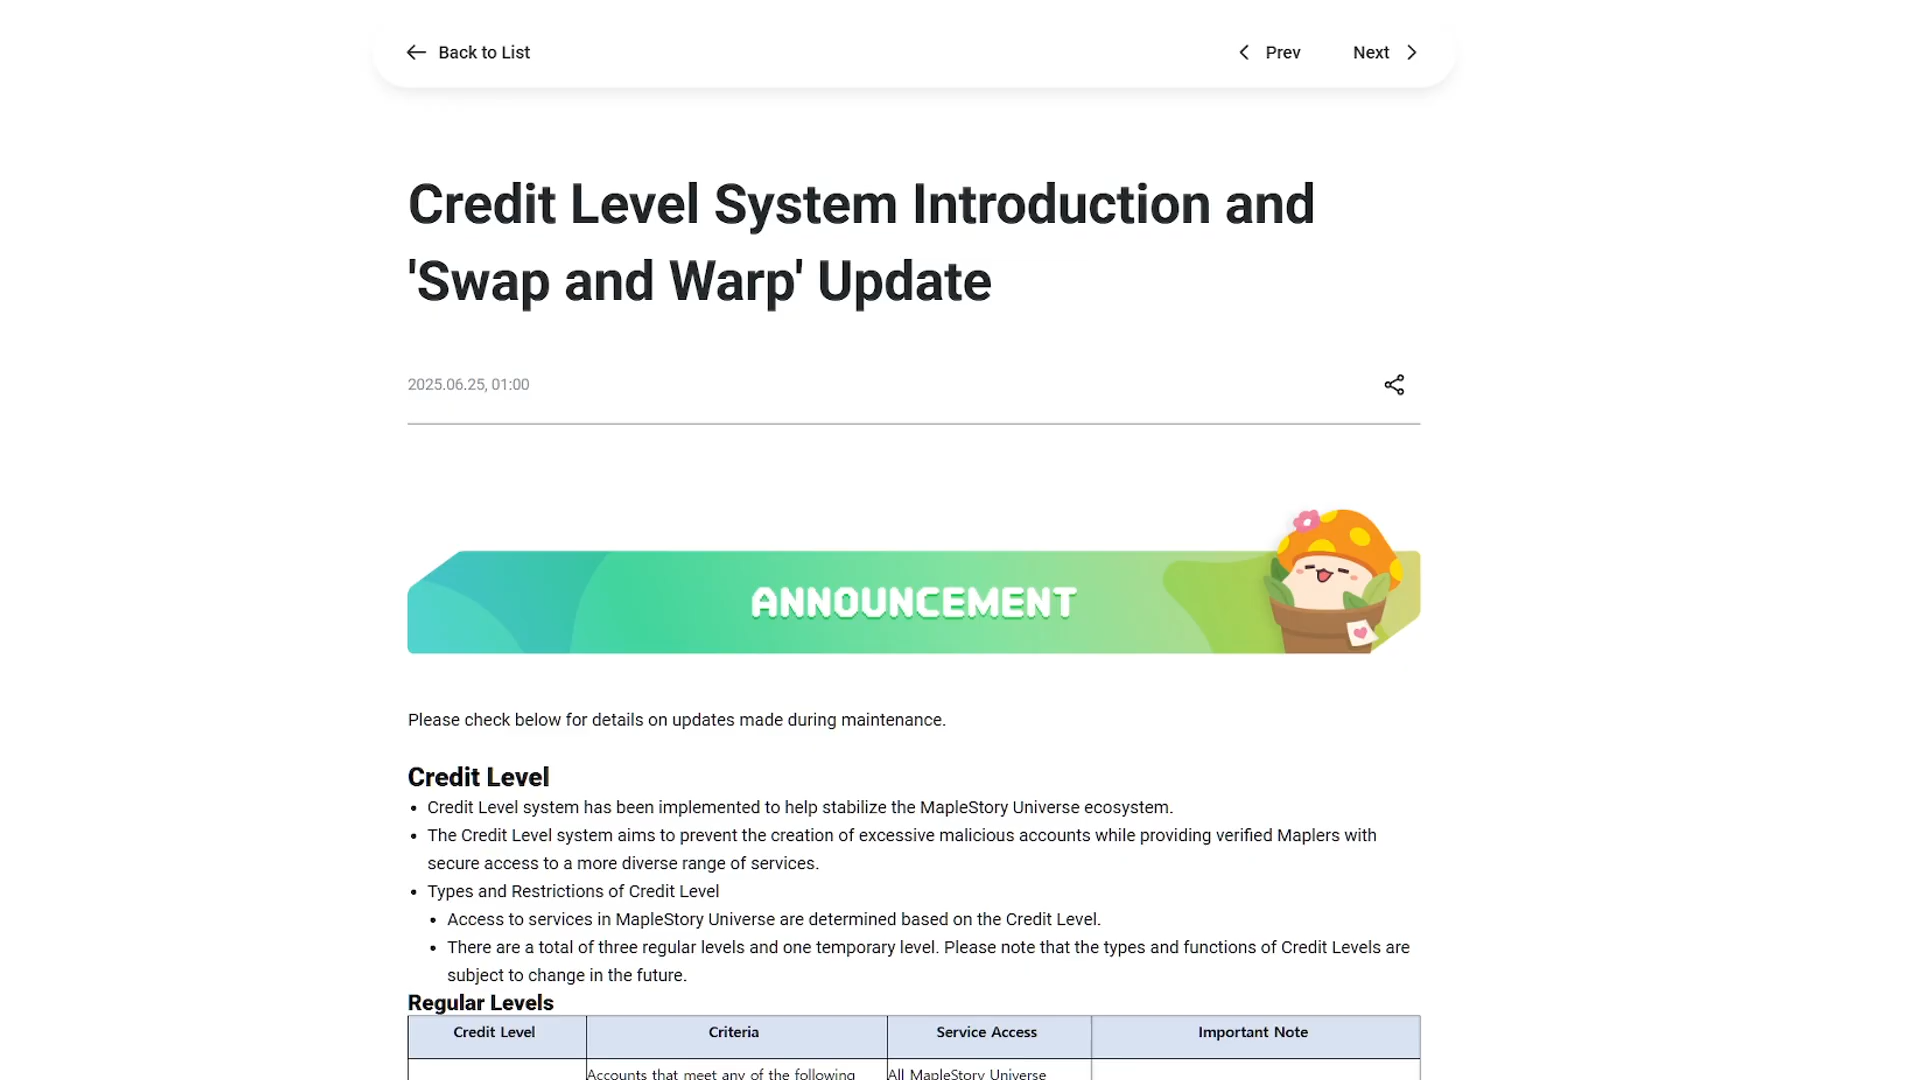 Back to List
Prev
Next
Credit Level System Introduction and
'Swap and Warp' Update
2025.06.25, 01:00
ANNOUNCEMENT
Please check below for details on updates made during maintenance.
Credit Level
• Credit Level system has been implemented to help stabilize the MapleStory Universe ecosystem.
• The Credit Level system aims to prevent the creation of excessive malicious accounts while providing verified Maplers with
secure access to a more diverse range of services.
• Types and Restrictions of Credit Level
• Access to services in MapleStory Universe are determined based on the Credit Level.
• There are a total of three regular levels and one temporary level. Please note that the types and functions of Credit Levels are
subject to change in the future.
Regular Levels
Credit Level
Criteria
Service Access
Important Note
Accounts that meet any of the following
All MapleStory Universe